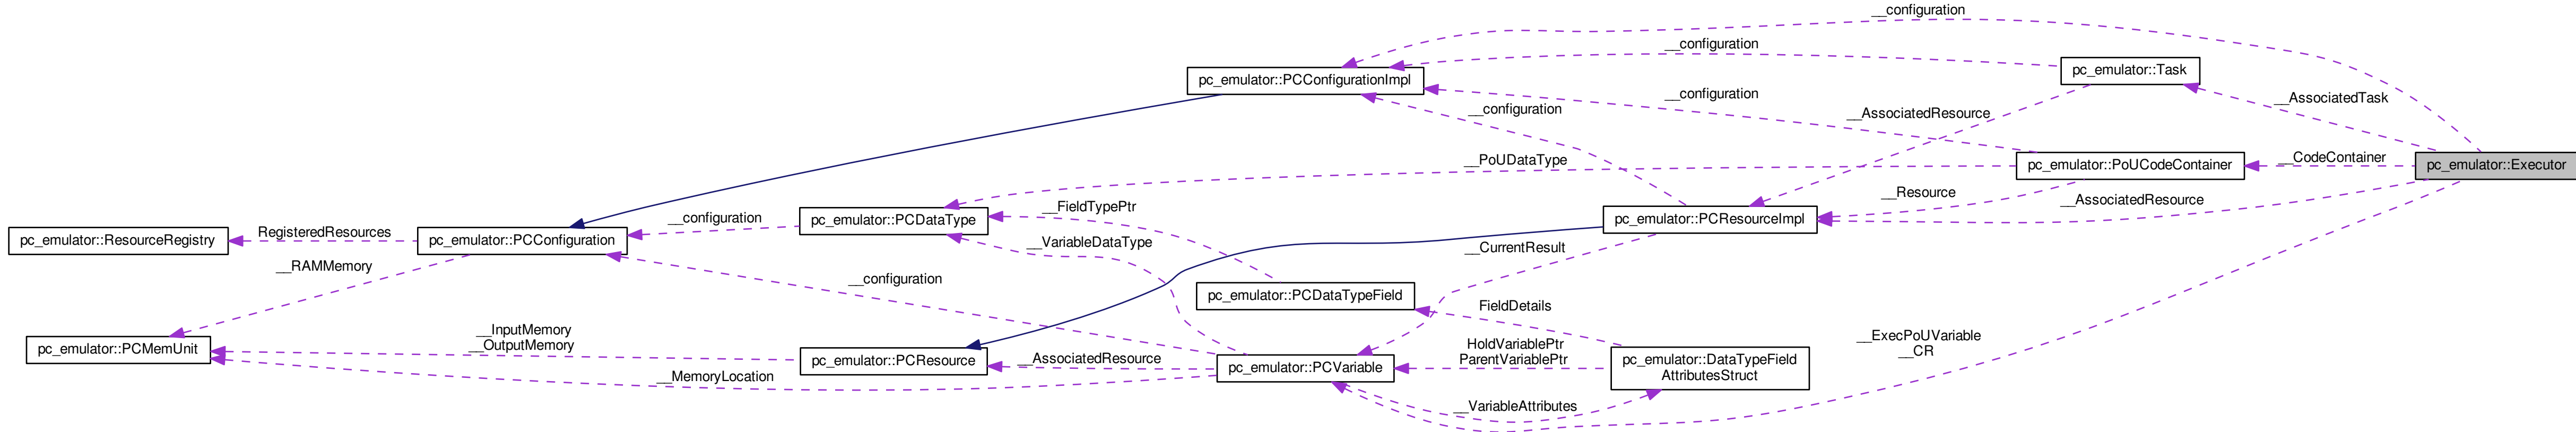 __configuration
__configuration
pc_emulator::PCConfigurationImpl
pc_emulator::Task
__configuration
__AssociatedTask
__configuration
__AssociatedResource
__PoUDataType
pc_emulator::PoUCodeContainer
__CodeContainer
pc_emulator::Executor
__Resource
__AssociatedResource
__FieldTypePtr
__configuration
pc_emulator::PCDataType
pc_emulator::PCResourceImpl
RegisteredResources
pc_emulator::ResourceRegistry
pc_emulator::PCConfiguration
__VariableDataType
__CurrentResult
__RAMMemory
__configuration
pc_emulator::PCDataTypeField
FieldDetails
__InputMemory
__OutputMemory
pc_emulator::PCMemUnit
pc_emulator::PCResource
__AssociatedResource
pc_emulator::PCVariable
HoldVariablePtr
ParentVariablePtr
pc_emulator::DataTypeField
AttributesStruct
__ExecPoUVariable
__CR
__MemoryLocation
__VariableAttributes